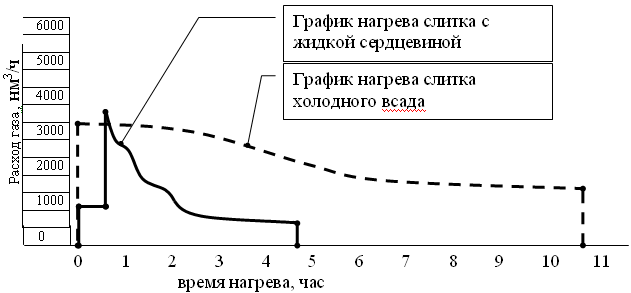 График нагрева слитка с
жидкой сердцевиной
График нагрева слитка
холодного всада
Расход газа, нм³/ч
6000
5000
4000
3000
2000
1000
0
0 1 2 3 4 5 6 7 8 9 10 11
время нагрева, час